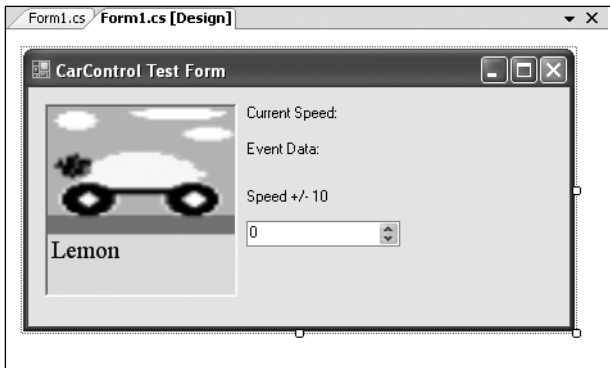 Form1.cs Form1.cs [Design]
CarControl Test Form
Current Speed:
Event Data:
Speed +/- 10
0
Lemon